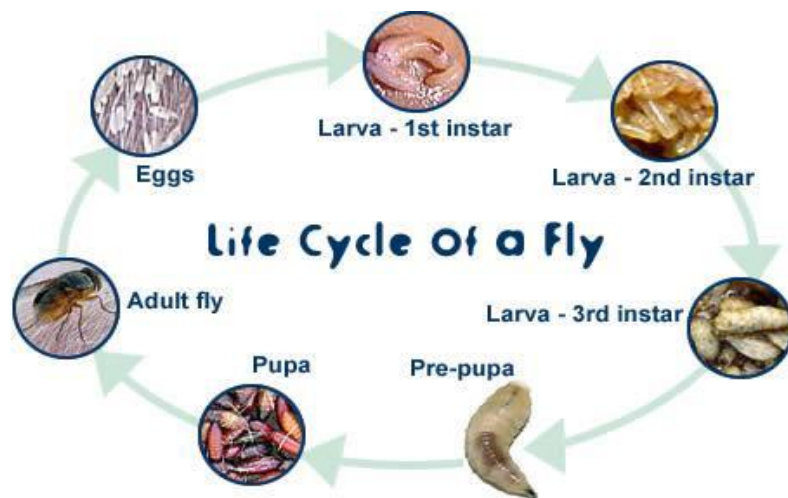 Larva - 1st instar
Eggs
Larva - 2nd instar
Life Cycle Of a Fly
Adult fly
Larva - 3rd instar
Pupa
Pre-pupa